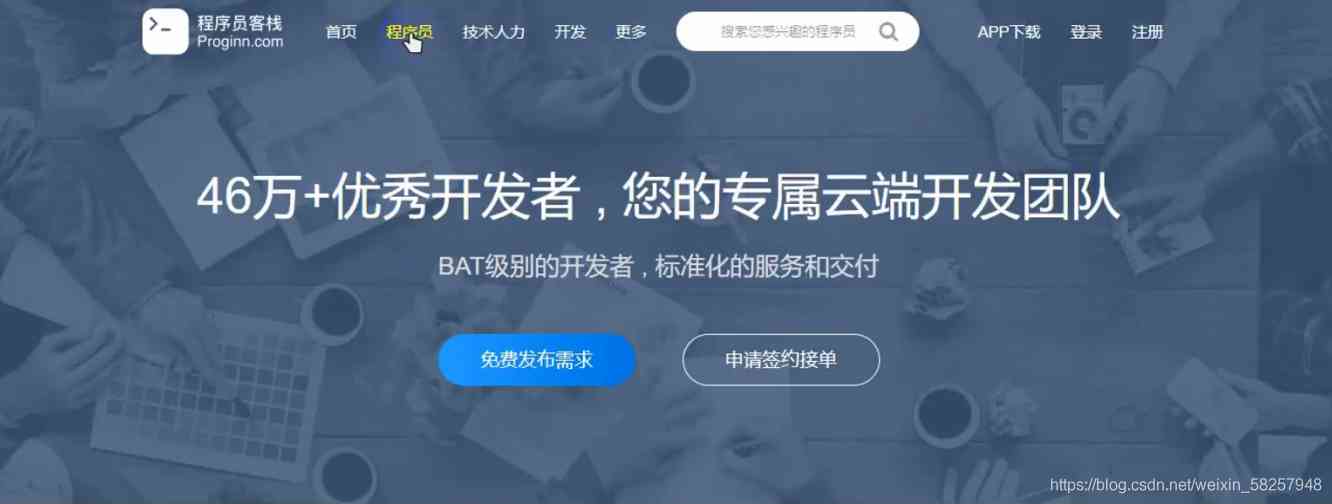 程序员客栈
Proginn.com
首页 程序员 技术人力 开发 更多 搜索您感兴趣的程序员 APP下载 登录 注册
46万+优秀开发者，您的专属云端开发团队
BAT级别的开发者，标准化的服务和交付
免费发布需求 申请签约接单
https://blog.csdn.net/weixin_58257948